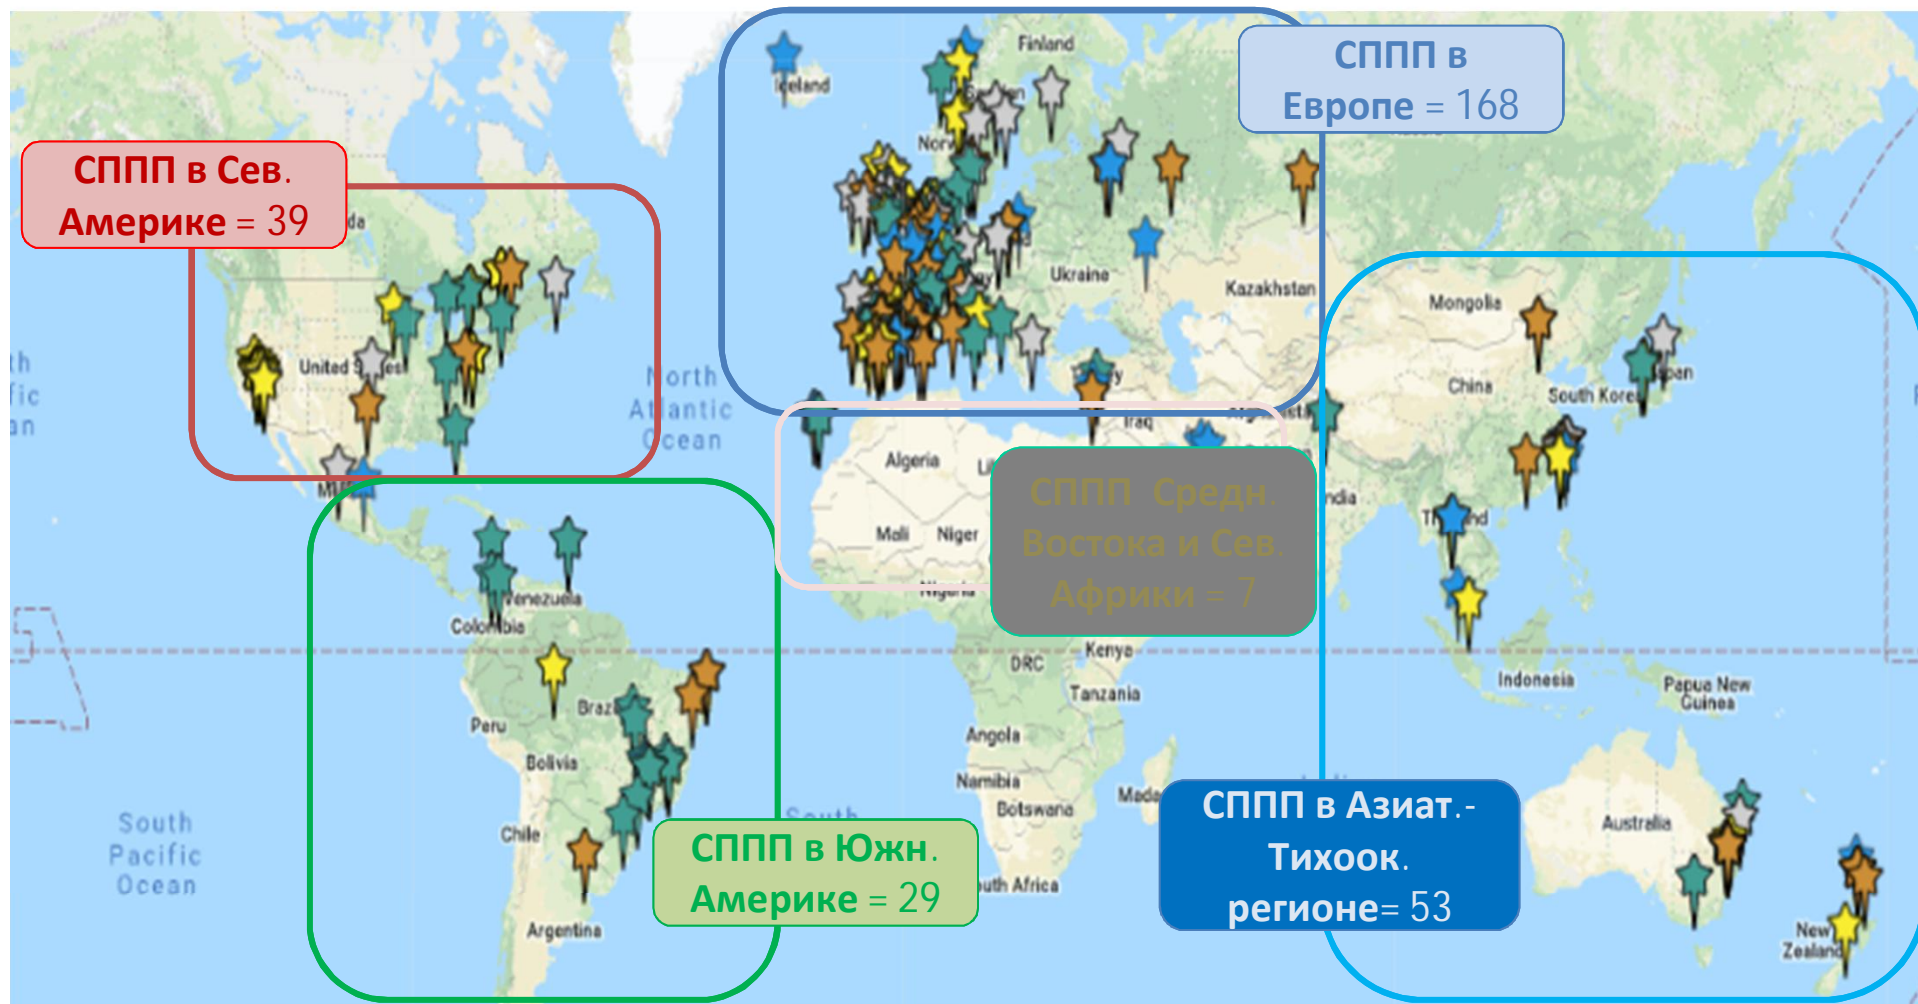 СППП в
Европе = 168
СППП в Сев.
Америке = 39
СППП Средн.
Востока и Сев.
Африки = 7
СППП в Южн.
Америке = 29
СППП в Азиат.-
Тихоок.
регионе= 53
Finland
Iceland
Ukraine
Kazakhstan
Mongolia
United
China
South Korea
North
Atlantic
Ocean
Iraq
Algeria
Mali
Niger
Nigeria
Venezuela
Colombia
DRC
Kenya
Tanzania
Indonesia
Papua New
Guinea
Peru
Angola
Bolivia
Namibia
Botswana
South
Pacific
Ocean
Chile
South
Australia
Argentina
New
Zealand